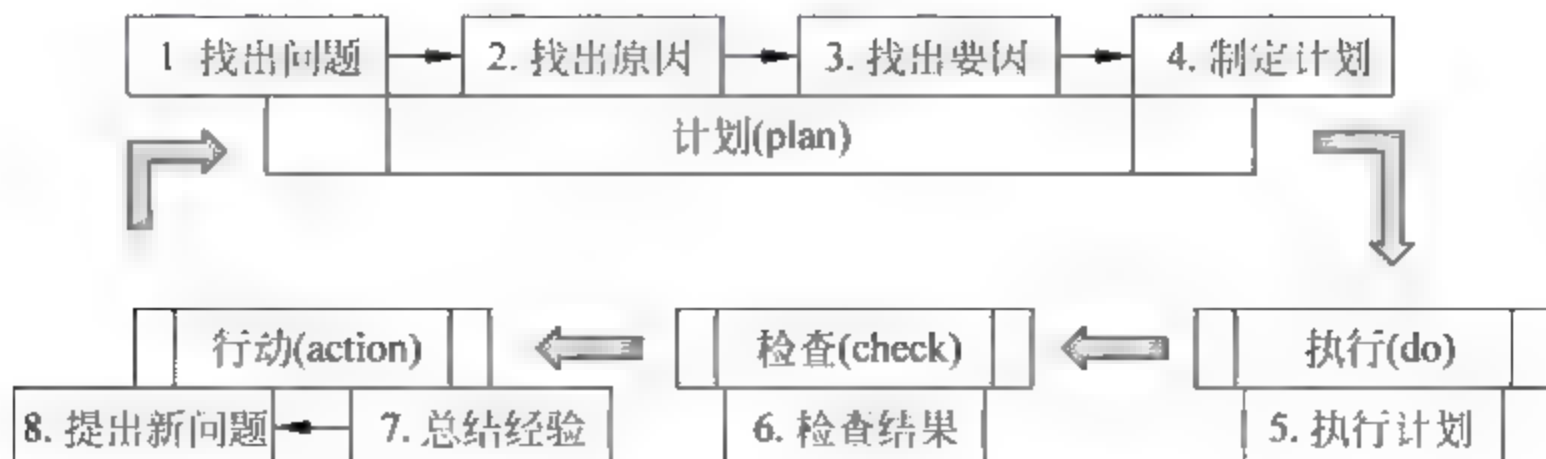 1 找出问题
2. 找出原因
3. 找出要因
4. 制定计划
计划(plan)
行动(action)
检查(check)
执行(do)
8. 提出新问题
7. 总结经验
6. 检查结果
5. 执行计划